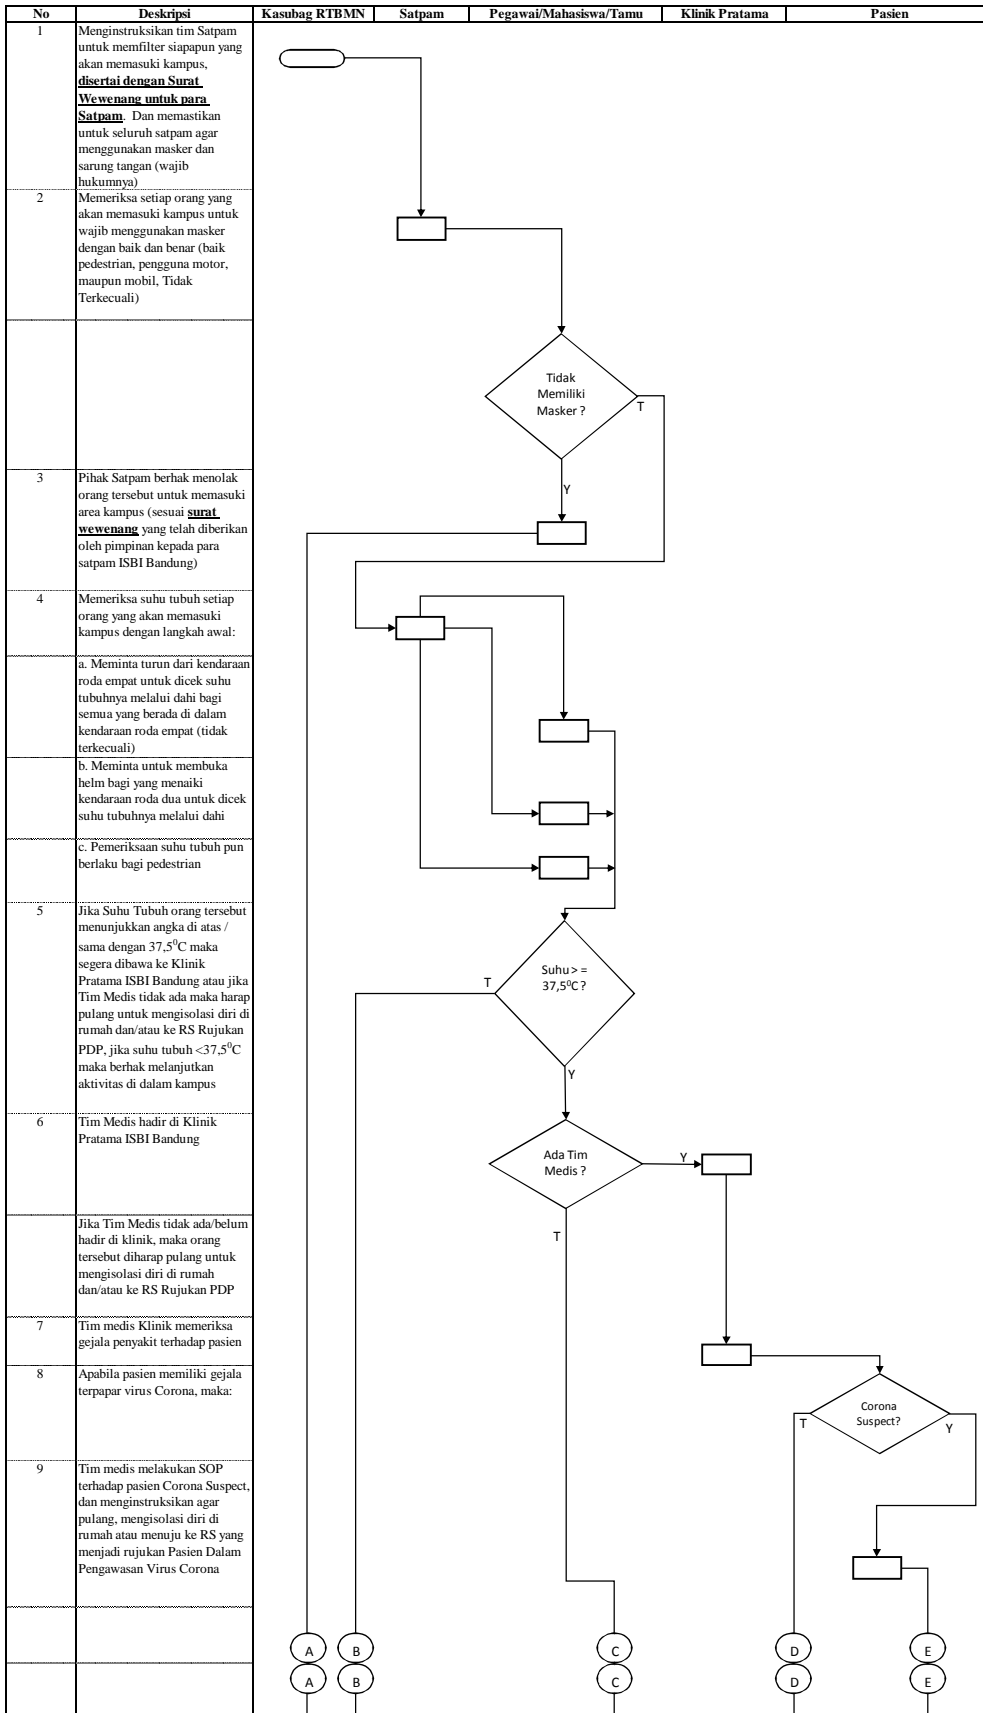 No Deskripsi Kasubag RTBMN Satpam Pegawai/Mahasiswa/Tamu Klinik Pratama Pasien
1 Menginstruksikan tim Satpam
untuk memfilter siapapun yang
akan memasuki kampus,
disertai dengan Surat
Wewenang untuk para
Satpam. Dan memastikan
untuk seluruh satpam agar
menggunakan masker dan
sarung tangan (wajib
hukumnya)
2 Memeriksa setiap orang yang
akan memasuki kampus untuk
wajib menggunakan masker
dengan baik dan benar (baik
pedestrian, pengguna motor,
maupun mobil, Tidak
Terkecuali)
Tidak
Memiliki
Masker ?
T
Y
3 Pihak Satpam berhak menolak
orang tersebut untuk memasuki
area kampus (sesuai surat
wewenang yang telah diberikan
oleh pimpinan kepada para
satpam ISBI Bandung)
4 Memeriksa suhu tubuh setiap
orang yang akan memasuki
kampus dengan langkah awal:
a. Meminta turun dari kendaraan
roda empat untuk dicek suhu
tubuhnya melalui dahi bagi
semua yang berada di dalam
kendaraan roda empat (tidak
terkecuali)
b. Meminta untuk membuka
helm bagi yang menaiki
kendaraan roda dua untuk dicek
suhu tubuhnya melalui dahi
c. Pemeriksaan suhu tubuh pun
berlaku bagi pedestrian
5 Jika Suhu Tubuh orang tersebut
menunjukkan angka di atas /
sama dengan 37,5⁰C maka
segera dibawa ke Klinik
Pratama ISBI Bandung atau jika
Tim Medis tidak ada maka harap
pulang untuk mengisolasi diri di
rumah dan/atau ke RS Rujukan
PDP, jika suhu tubuh <37,5⁰C
maka berhak melanjutkan
aktivitas di dalam kampus
Suhu > =
37,5⁰C ?
T
Y
6 Tim Medis hadir di Klinik
Pratama ISBI Bandung
Ada Tim
Medis ?
Y
T
Jika Tim Medis tidak ada/belum
hadir di klinik, maka orang
tersebut diharap pulang untuk
mengisolasi diri di rumah
dan/atau ke RS Rujukan PDP
7 Tim medis Klinik memeriksa
gejala penyakit terhadap pasien
8 Apabila pasien memiliki gejala
terpapar virus Corona, maka:
Corona
Suspect?
T
Y
9 Tim medis melakukan SOP
terhadap pasien Corona Suspect,
dan menginstruksikan agar
pulang, mengisolasi diri di
rumah atau menuju ke RS yang
menjadi rujukan Pasien Dalam
Pengawasan Virus Corona
A B C D E
A B C D E